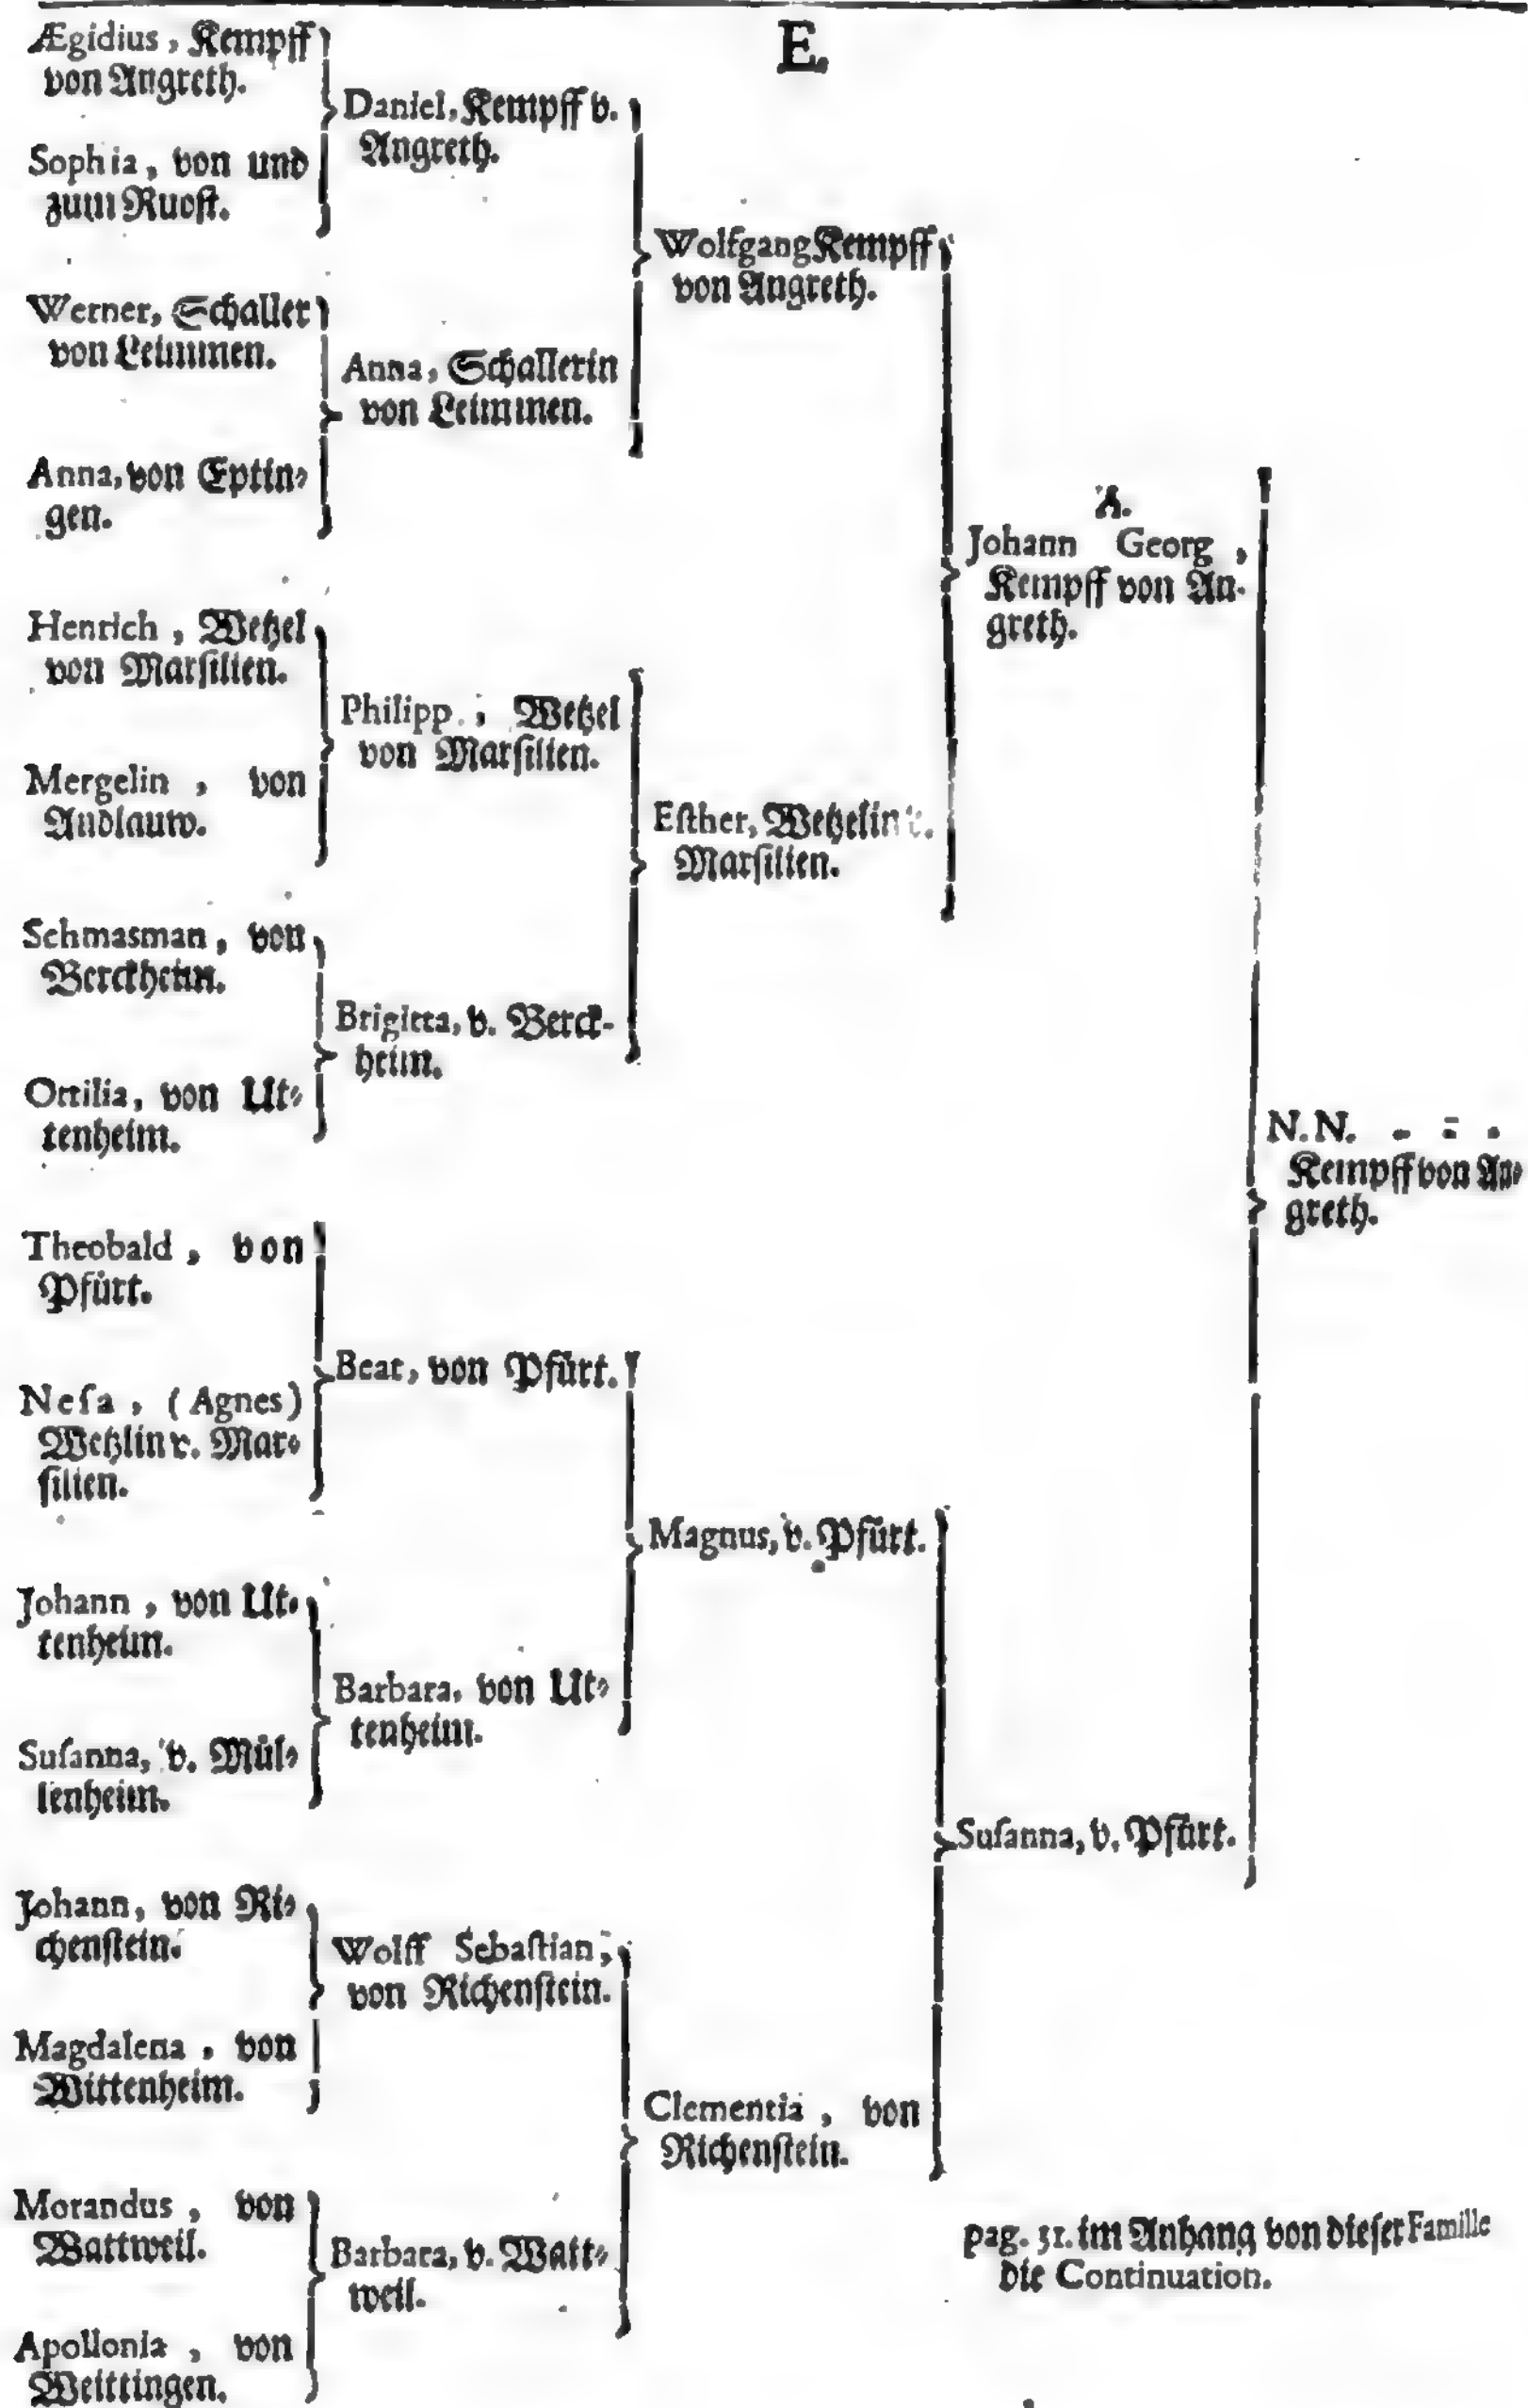 E.
Ægidius, Kempff
von Angreth.
Sophia, von und
zum Ruost.
Werner, Schaller
von Leimmen.
Anna, von Eptin-
gen.
Henrich, Wetzel
von Marsilien.
Mergelin, von
Andlauw.
Schmasman, von
Berckheim.
Ottilia, von Ut-
tenheim.
Theobald, von
Pfürt.
Neſa, (Agnes)
Wetzlin v. Mar-
silien.
Johann, von Ut-
tenheim.
Suſanna, v. Mül-
lenheim.
Johann, von Ri-
chenstein.
Magdalena, von
Wittenheim.
Morandus, von
Wattweil.
Apollonia, von
Weittingen.
Daniel, Kempff v.
Angreth.
Anna, Schallerin
von Leimmen.
Philipp, Wetzel
von Marsilien.
Brigitta, v. Berck-
heim.
Beat, von Pfürt.
Barbara, von Ut-
tenheim.
Wolff Sebaſtian,
von Richenstein.
Barbara, v. Watt-
weil.
Wolfgang Kempff
von Angreth.
Eſther, Wetzelin v.
Marsilien.
Magnus, v. Pfürt.
Clementia, von
Richenstein.
A.
Johann Georg,
Kempff von An-
greth.
Suſanna, v. Pfürt.
N.N. - - -
Kempff von An-
greth.
pag. 31. im Anhang von dieser Familie
die Continuation.